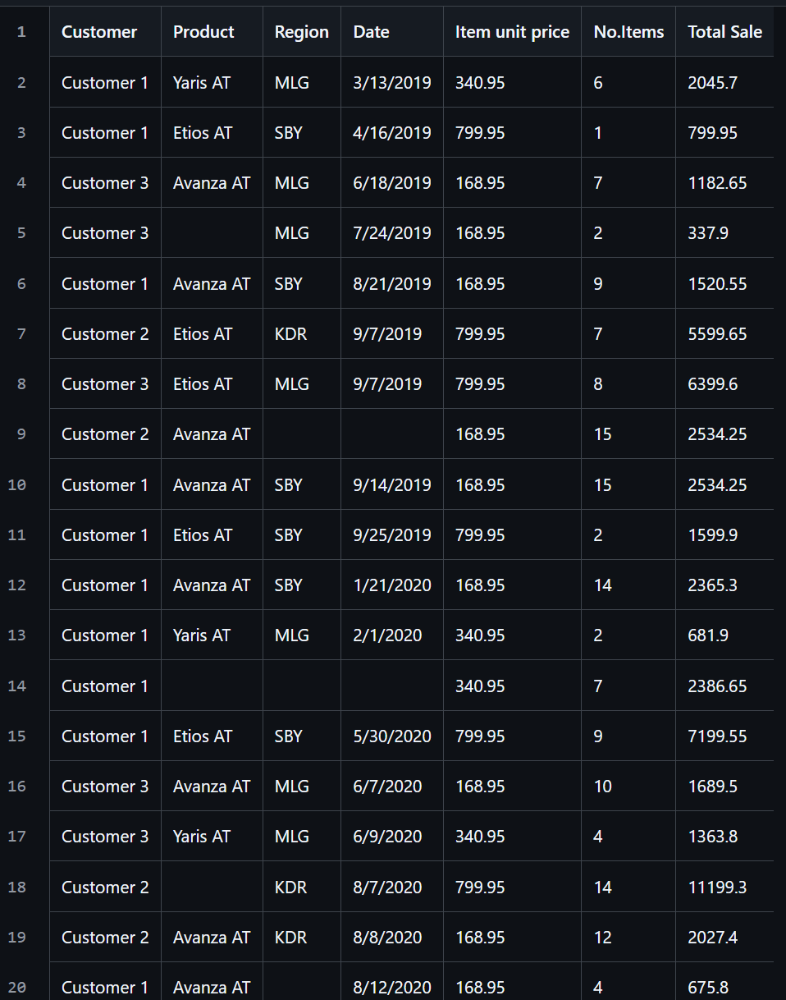 1 Customer Product Region Date Item unit price No.Items Total Sale
2 Customer 1 Yaris AT MLG 3/13/2019 340.95 6 2045.7
3 Customer 1 Etios AT SBY 4/16/2019 799.95 1 799.95
4 Customer 3 Avanza AT MLG 6/18/2019 168.95 7 1182.65
5 Customer 3 MLG 7/24/2019 168.95 2 337.9
6 Customer 1 Avanza AT SBY 8/21/2019 168.95 9 1520.55
7 Customer 2 Etios AT KDR 9/7/2019 799.95 7 5599.65
8 Customer 3 Etios AT MLG 9/7/2019 799.95 8 6399.6
9 Customer 2 Avanza AT 168.95 15 2534.25
10 Customer 1 Avanza AT SBY 9/14/2019 168.95 15 2534.25
11 Customer 1 Etios AT SBY 9/25/2019 799.95 2 1599.9
12 Customer 1 Avanza AT SBY 1/21/2020 168.95 14 2365.3
13 Customer 1 Yaris AT MLG 2/1/2020 340.95 2 681.9
14 Customer 1 340.95 7 2386.65
15 Customer 1 Etios AT SBY 5/30/2020 799.95 9 7199.55
16 Customer 3 Avanza AT MLG 6/7/2020 168.95 10 1689.5
17 Customer 3 Yaris AT MLG 6/9/2020 340.95 4 1363.8
18 Customer 2 KDR 8/7/2020 799.95 14 11199.3
19 Customer 2 Avanza AT KDR 8/8/2020 168.95 12 2027.4
20 Customer 1 Avanza AT 8/12/2020 168.95 4 675.8